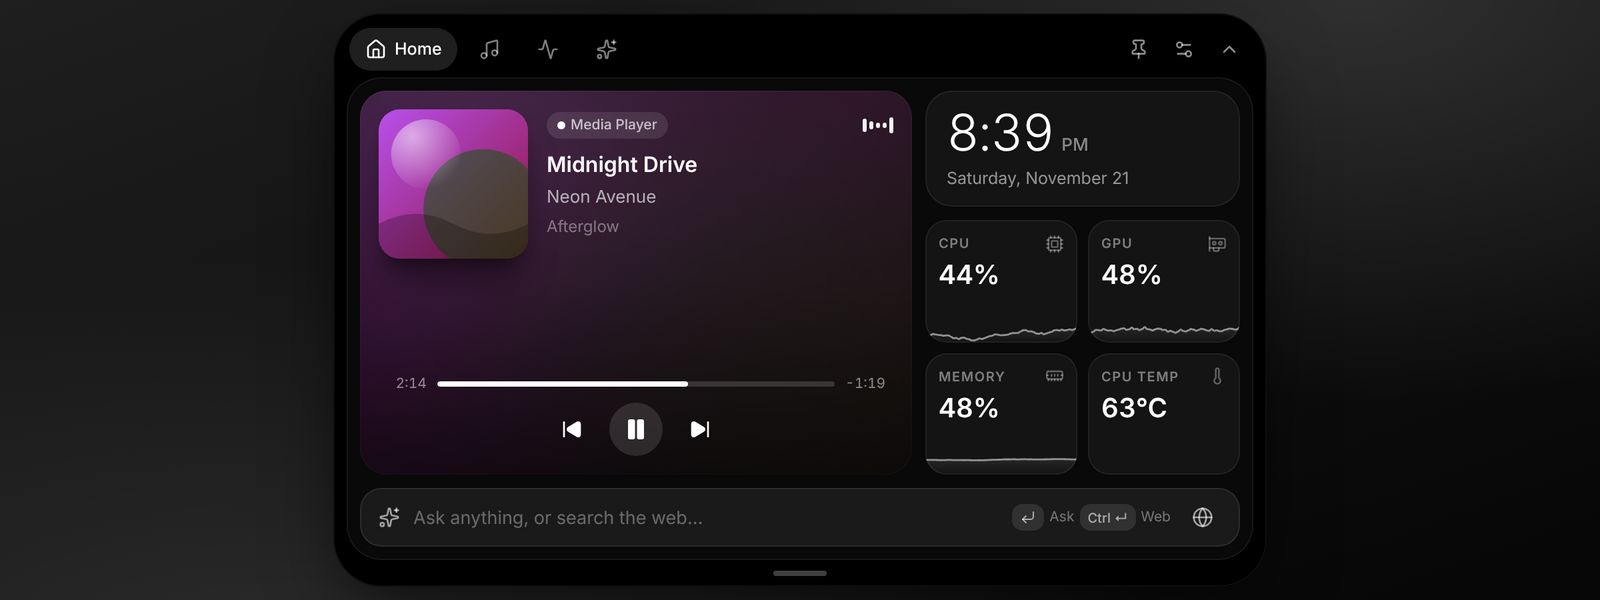 Home
Media Player
Midnight Drive
Neon Avenue
Afterglow
2:14
-1:19
8:39 PM
Saturday, November 21
CPU
44%
GPU
48%
MEMORY
48%
CPU TEMP
63°C
Ask anything, or search the web...
Ask
Ctrl ↵
Web